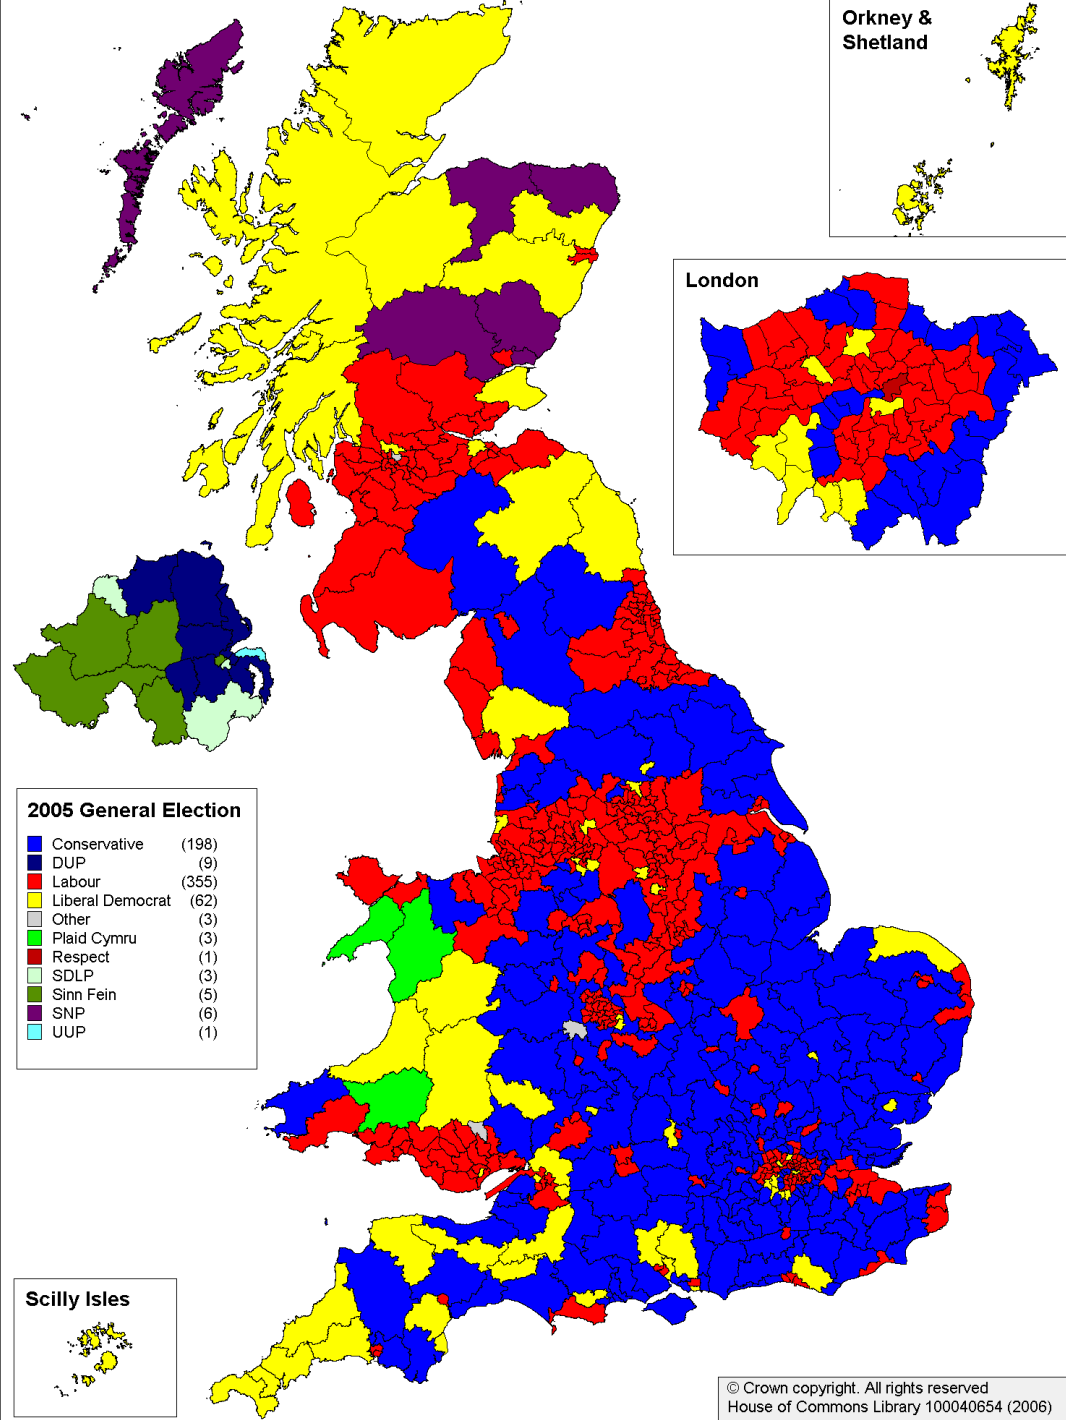 Orkney &
Shetland
London
2005 General Election
Conservative (198)
DUP (9)
Labour (355)
Liberal Democrat (62)
Other (3)
Plaid Cymru (3)
Respect (1)
SDLP (3)
Sinn Fein (5)
SNP (6)
UUP (1)
Scilly Isles
© Crown copyright. All rights reserved
House of Commons Library 100040654 (2006)